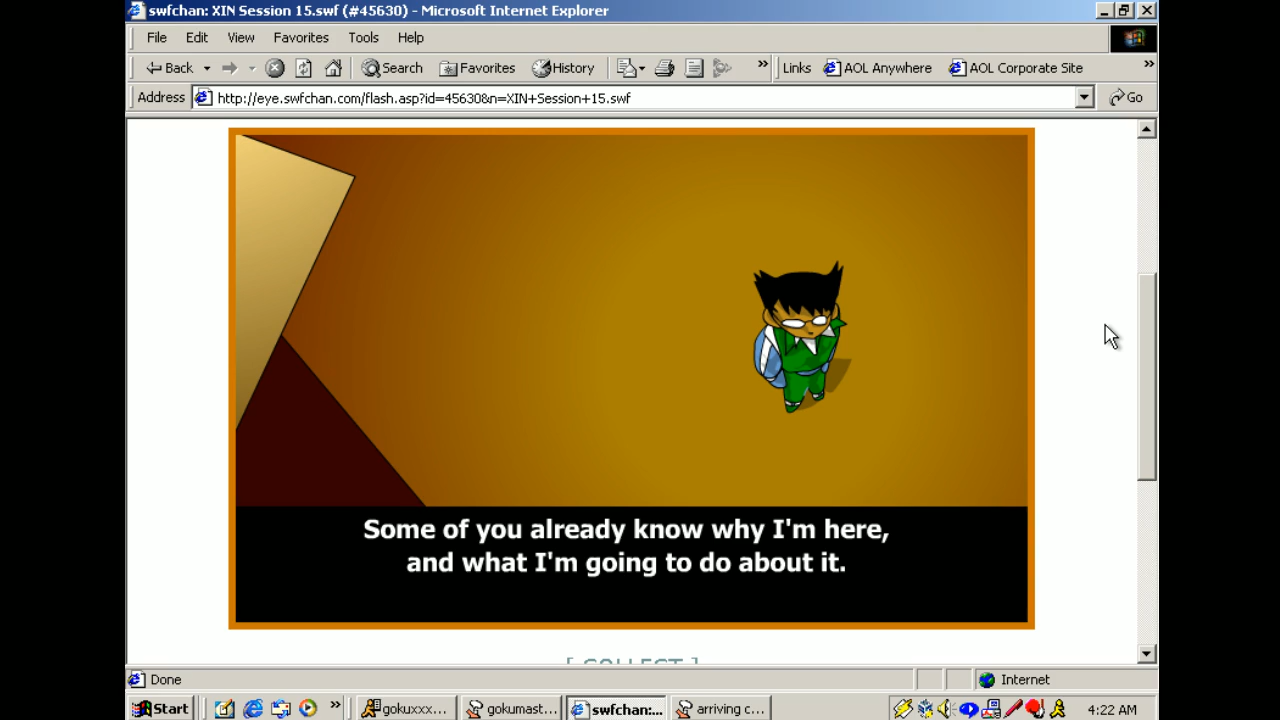 swfchan: XIN Session 15.swf (#45630) - Microsoft Internet Explorer
File Edit View Favorites Tools Help
Back Search Favorites History » Links AOL Anywhere AOL Corporate Site »
Address http://eye.swfchan.com/flash.asp?id=45630&n=XIN+Session+15.swf Go
Some of you already know why I'm here,
and what I'm going to do about it.
[ COLLECT ]
Done Internet
Start » gokuxxx... gokumast... swfchan:... arriving c... 4:22 AM